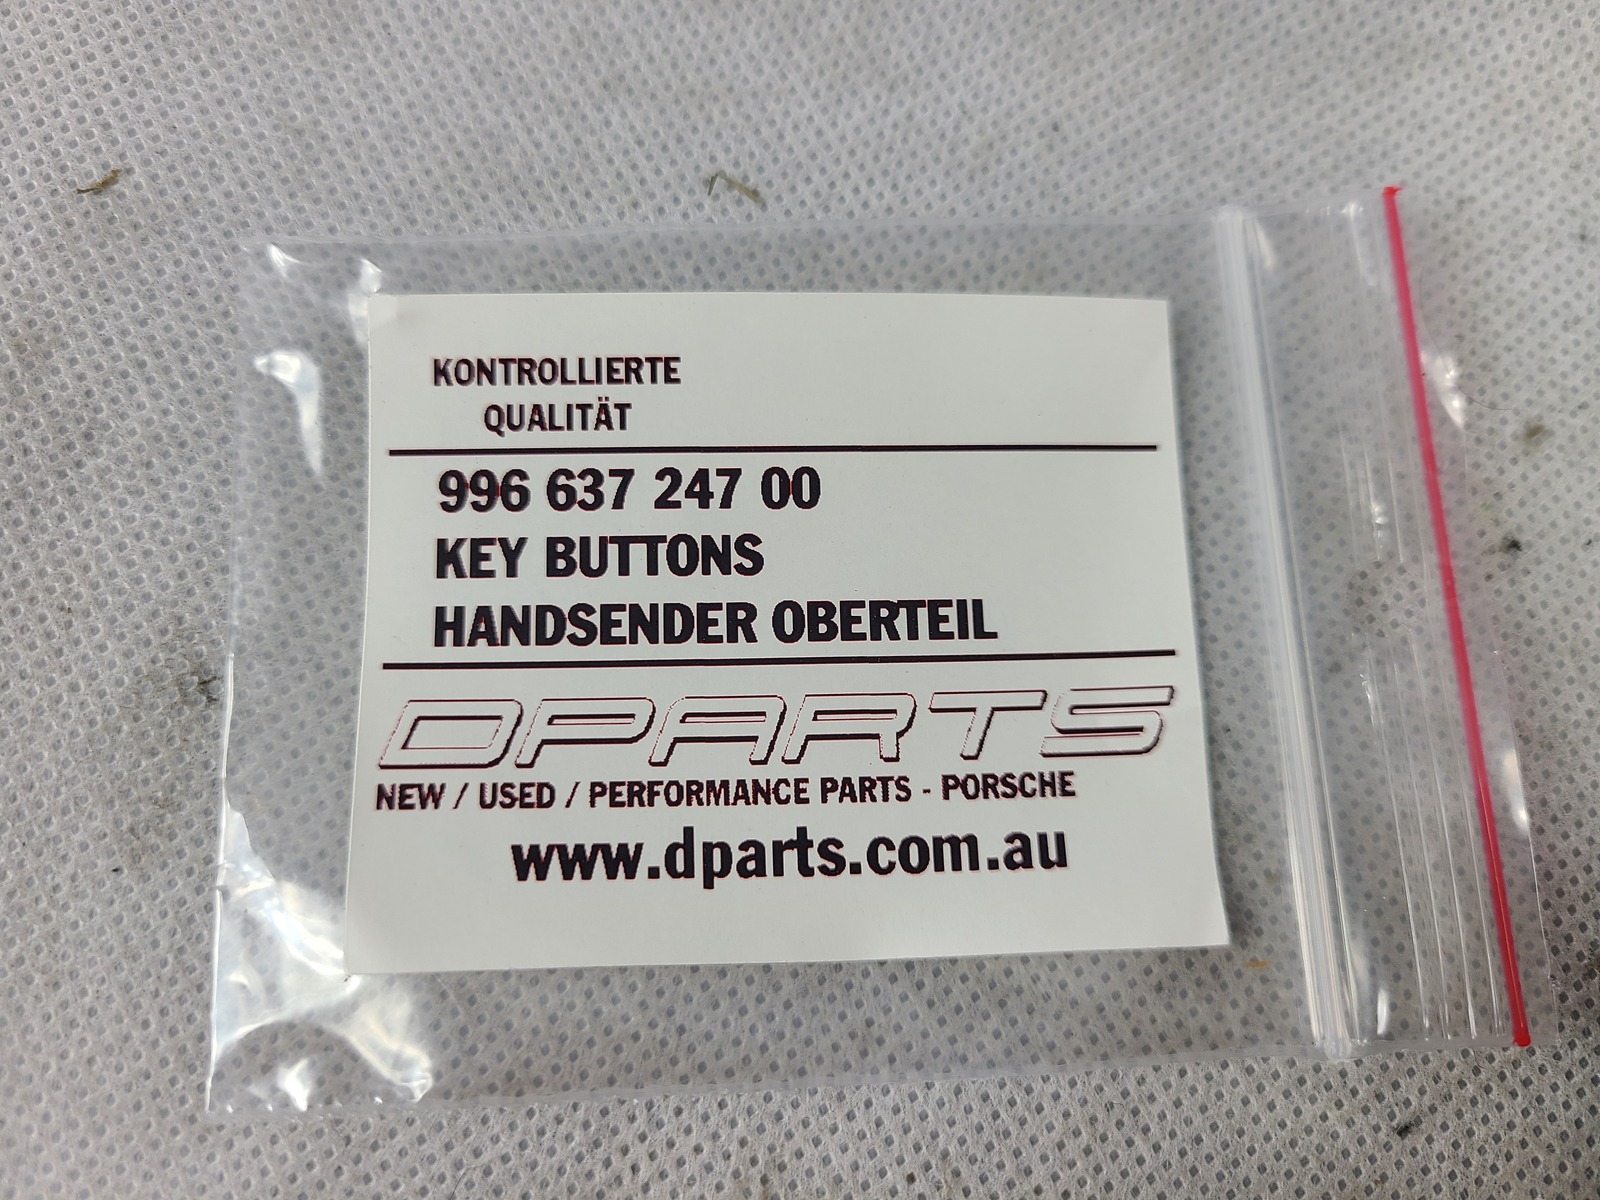 KONTROLLIERTE
QUALITÄT
996 637 247 00
KEY BUTTONS
HANDSENDER OBERTEIL
DPARTS
NEW / USED / PERFORMANCE PARTS - PORSCHE
www.dparts.com.au